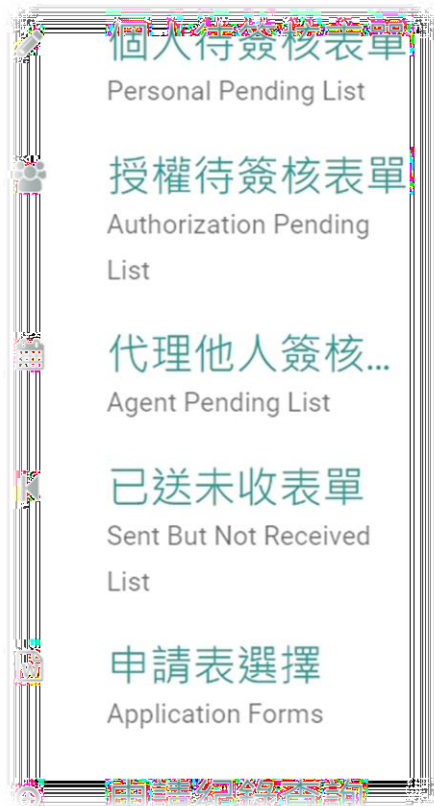 個人待簽核表單
Personal Pending List
授權待簽核表單
Authorization Pending
List
代理他人簽核...
Agent Pending List
已送未收表單
Sent But Not Received
List
申請表選擇
Application Forms